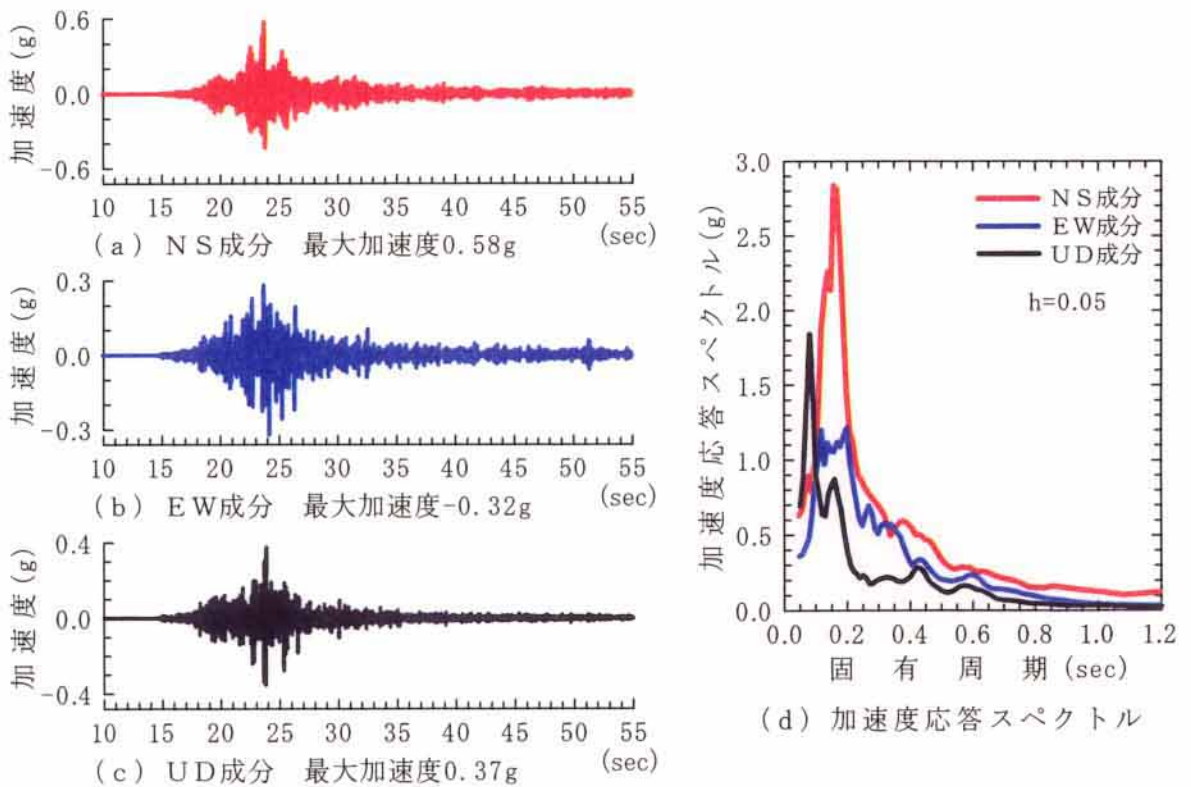 加速度(g)
0.6
0.0
-0.6
10 15 20 25 30 35 40 45 50 55
(a) NS成分 最大加速度0.58g (sec)
加速度(g)
0.3
0.0
-0.3
10 15 20 25 30 35 40 45 50 55
(b) EW成分 最大加速度-0.32g (sec)
加速度(g)
0.4
0.0
-0.4
10 15 20 25 30 35 40 45 50 55
(c) UD成分 最大加速度0.37g (sec)
加速度応答スペクトル(g)
3.0
2.5
2.0
1.5
1.0
0.5
0.0
NS成分
EW成分
UD成分
h=0.05
0.0 0.2 0.4 0.6 0.8 1.0 1.2
固有周期(sec)
(d) 加速度応答スペクトル